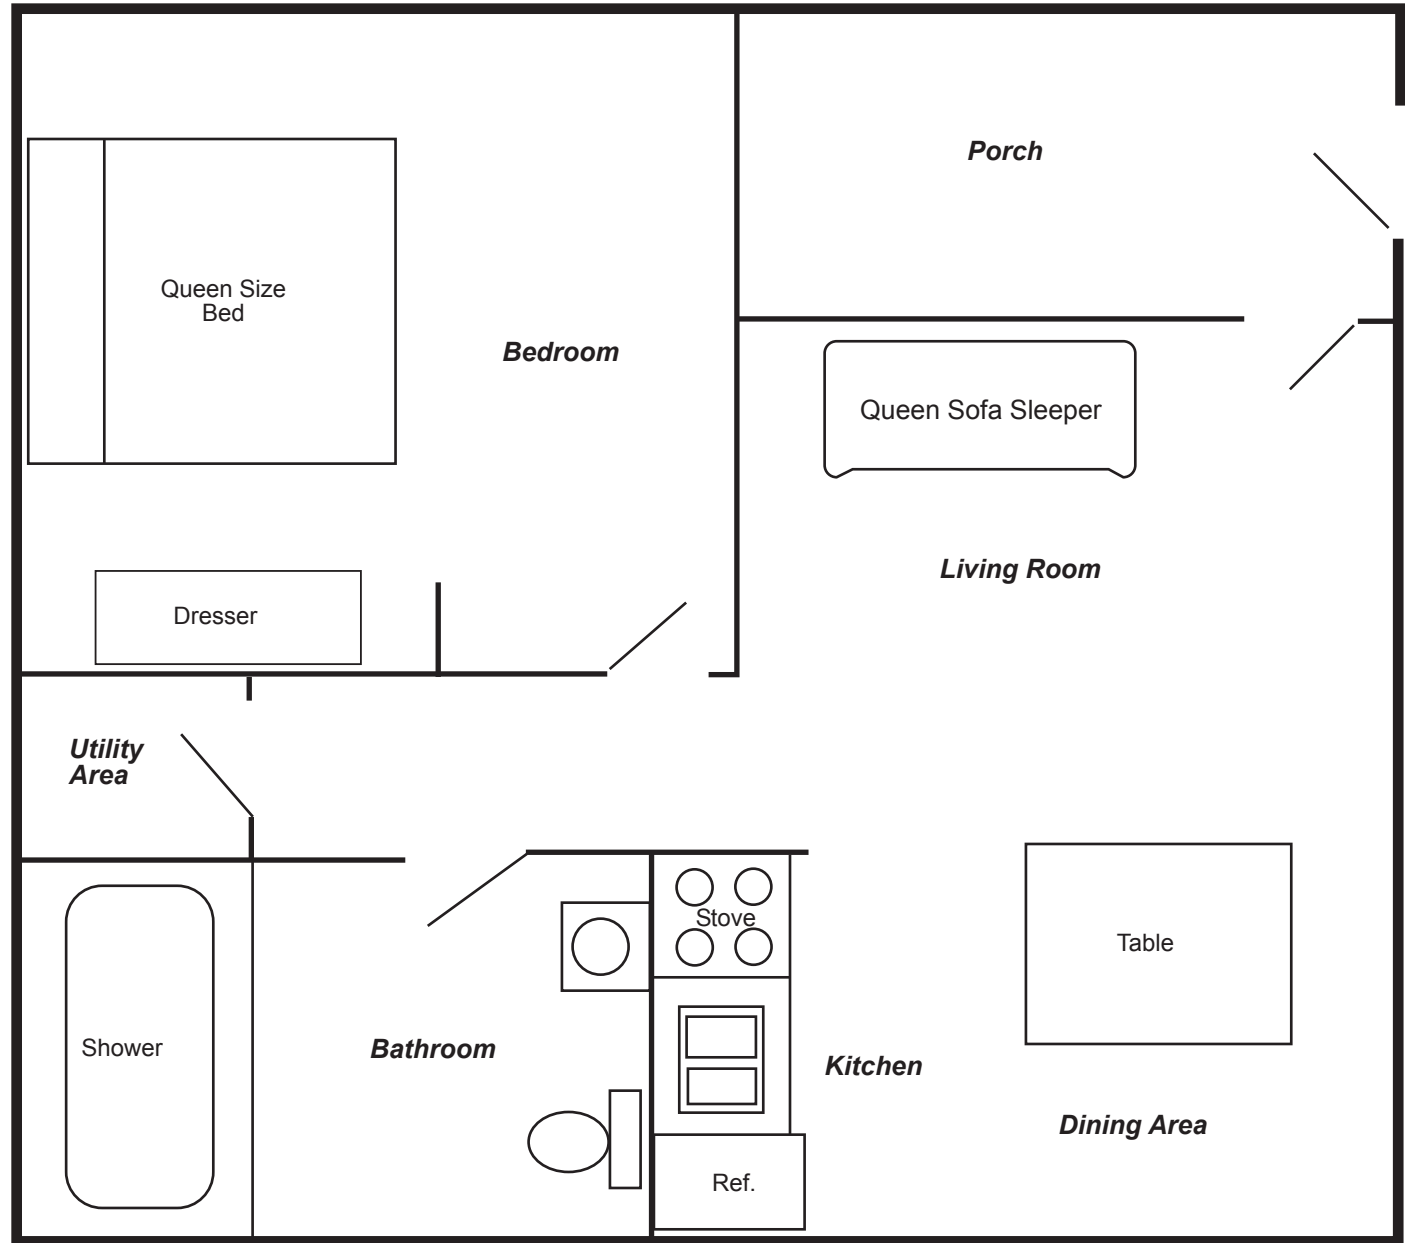 Porch
Queen Size
Bed
Bedroom
Queen Sofa Sleeper
Living Room
Dresser
Utility
Area
Stove
Table
Shower
Bathroom
Kitchen
Dining Area
Ref.